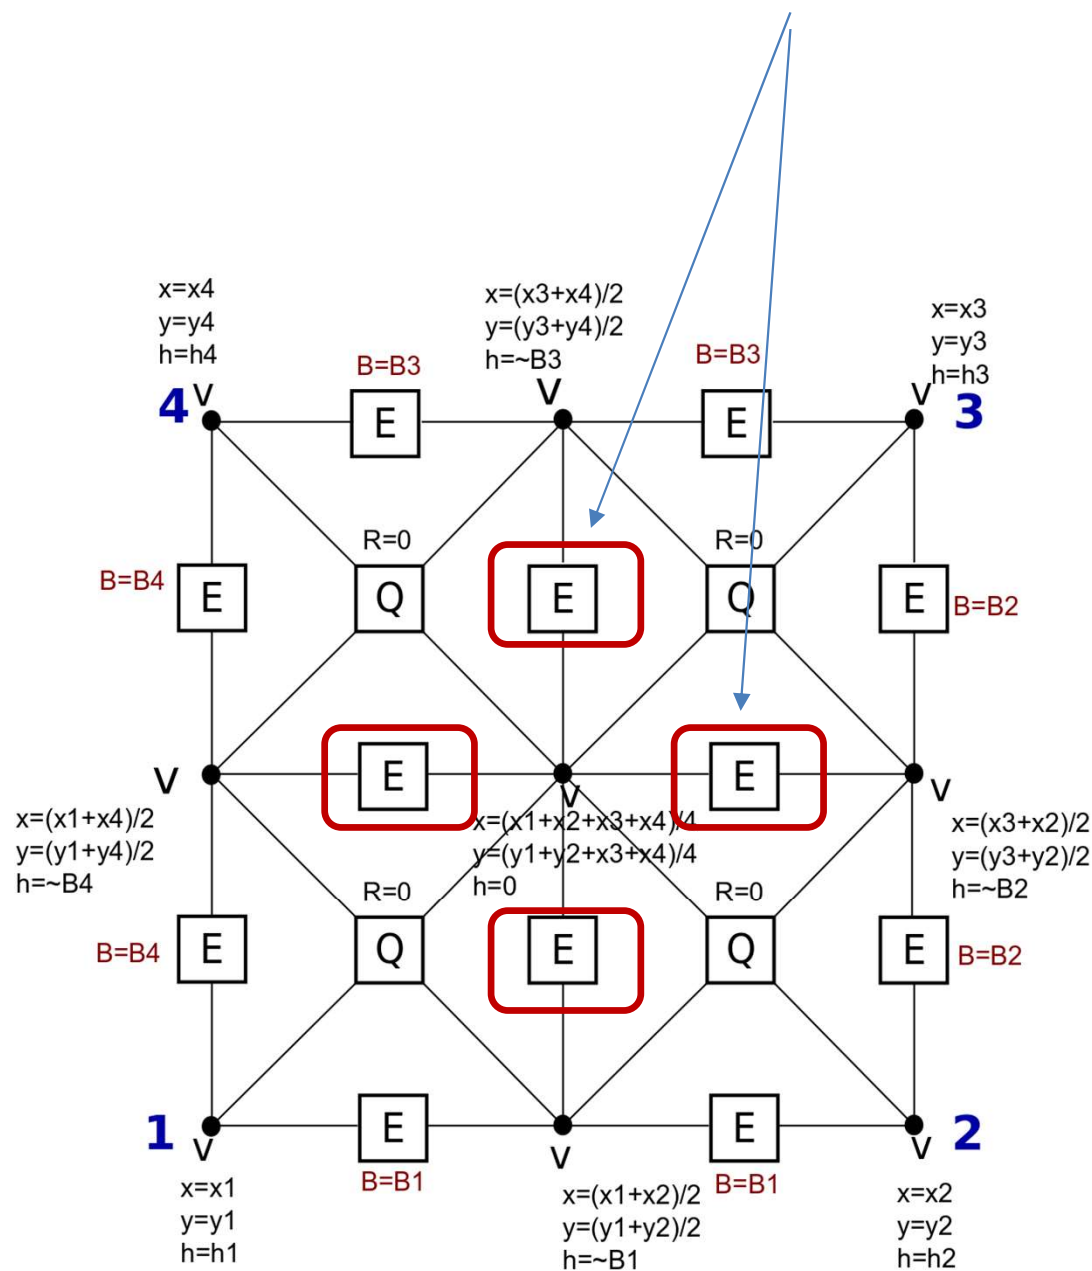 x=x4
y=y4
h=h4
x=(x3+x4)/2
y=(y3+y4)/2
h=~B3
x=x3
y=y3
h=h3
B=B3
B=B3
V
V
V
4
3
E
E
R=0
R=0
B=B4
E
Q
E
Q
E
B=B2
V
E
E
V
V
x=(x1+x4)/2
y=(y1+y4)/2
h=~B4
x=(x1+x2+x3+x4)/4
y=(y1+y2+x3+x4)/4
h=0
x=(x3+x2)/2
y=(y3+y2)/2
h=~B2
R=0
R=0
B=B4
E
Q
E
Q
E
B=B2
1
2
E
E
V
V
V
B=B1
B=B1
x=x1
y=y1
h=h1
x=(x1+x2)/2
y=(y1+y2)/2
h=~B1
x=x2
y=y2
h=h2